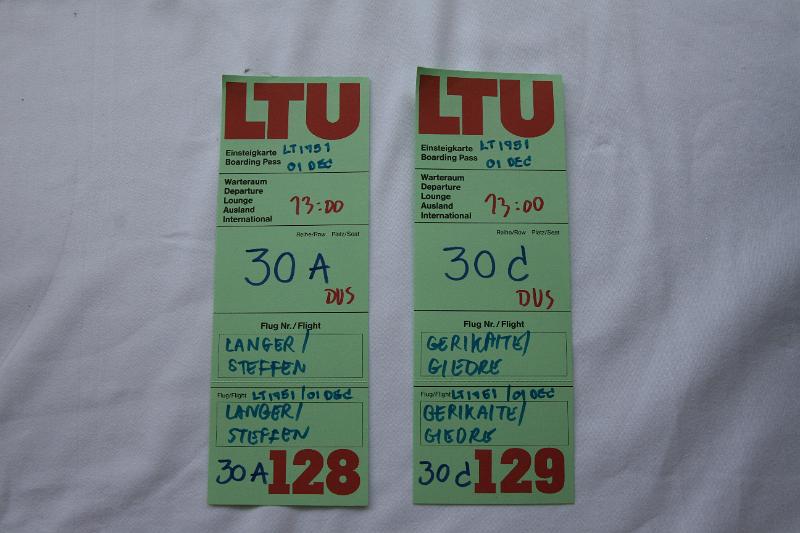 LTU
Einsteigkarte LT1951
Boarding Pass 01 DEC
Warteraum
Departure
Lounge
Ausland
International
13:00
Reihe/Row Platz/Seat
30 A
DUS
Flug Nr./Flight
LANGER/
STEFFEN
Flug/Flight LT1951/01 DEC
LANGER/
STEFFEN
30A 128
LTU
Einsteigkarte LT1951
Boarding Pass 01 DEC
Warteraum
Departure
Lounge
Ausland
International
13:00
Reihe/Row Platz/Seat
30 C
DUS
Flug Nr./Flight
GERIKAITE/
GIEDRE
Flug/Flight LT1951/01 DEC
GERIKAITE/
GIEDRE
30C 129